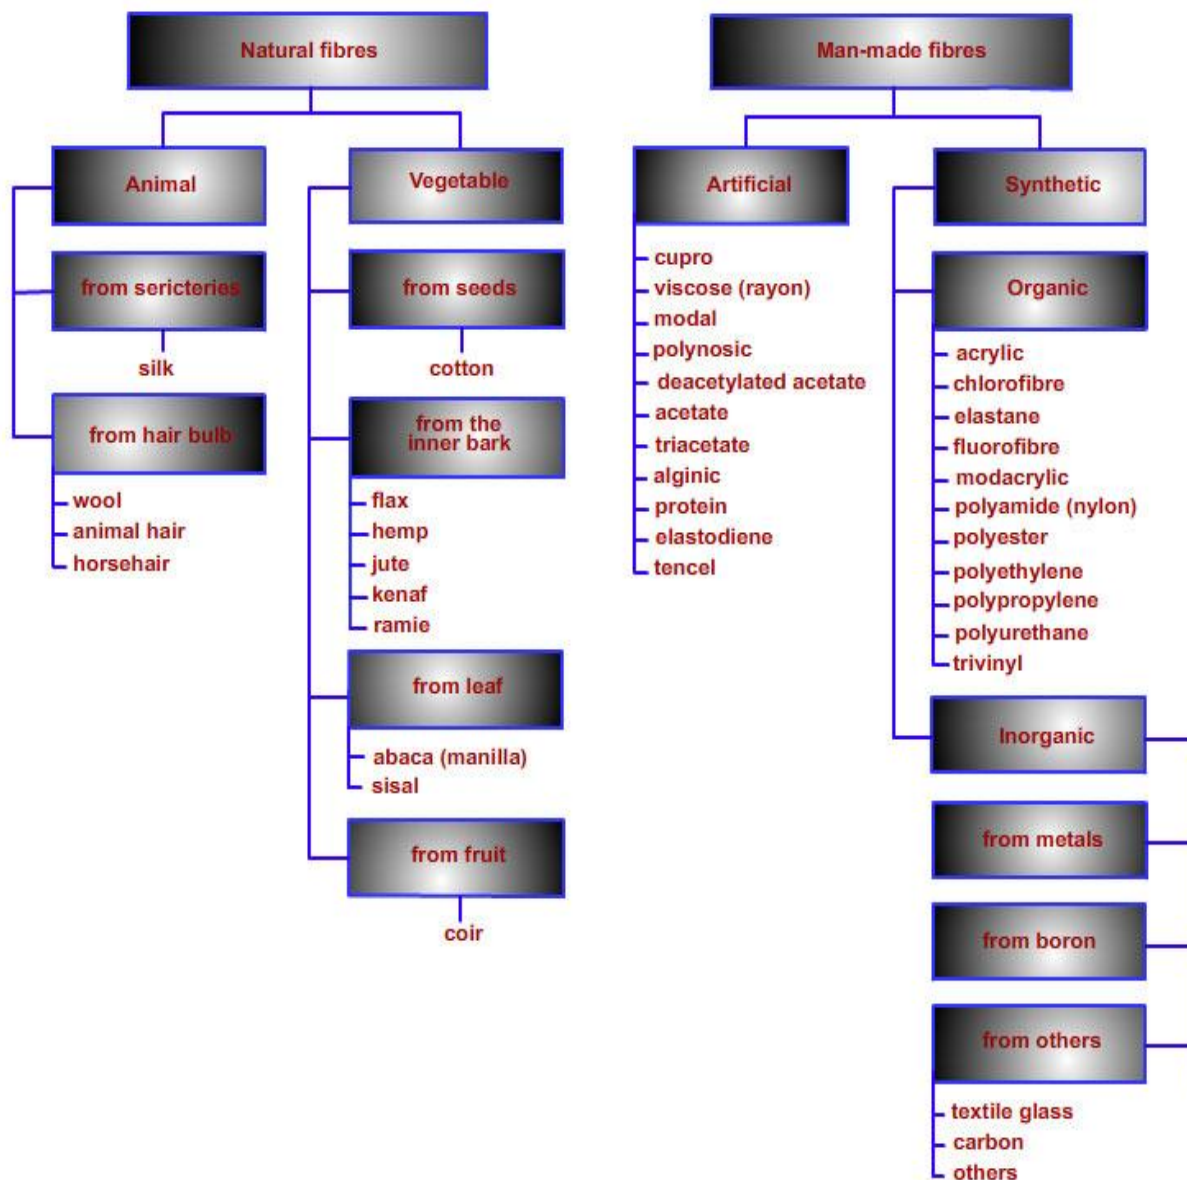 Natural fibres
Animal
from sericteries
silk
from hair bulb
wool
animal hair
horsehair
Vegetable
from seeds
cotton
from the
inner bark
flax
hemp
jute
kenaf
ramie
from leaf
abaca (manilla)
sisal
from fruit
coir
Man-made fibres
Artificial
cupro
viscose (rayon)
modal
polynosic
deacetylated acetate
acetate
triacetate
alginic
protein
elastodiene
tencel
Synthetic
Organic
acrylic
chlorofibre
elastane
fluorofibre
modacrylic
polyamide (nylon)
polyester
polyethylene
polypropylene
polyurethane
trivinyl
Inorganic
from metals
from boron
from others
textile glass
carbon
others